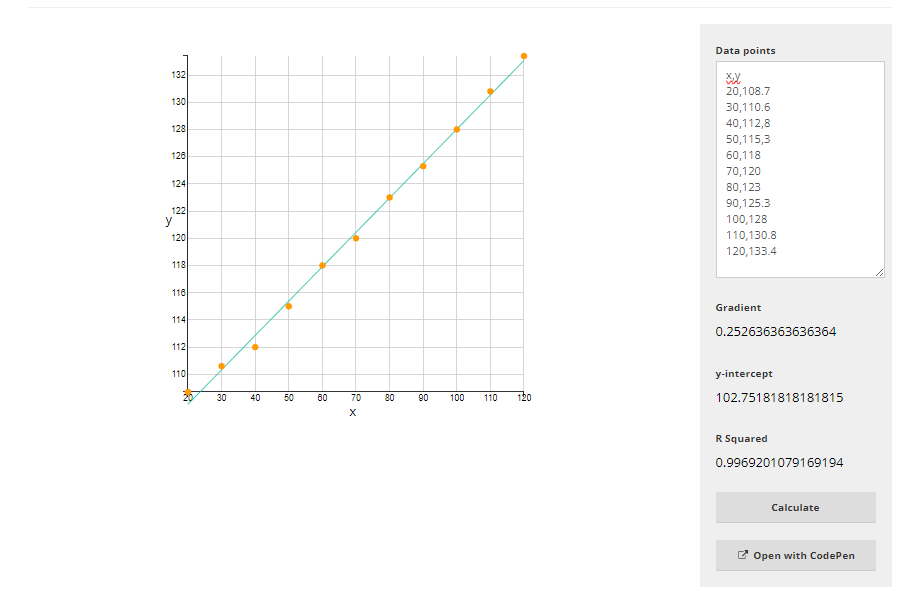 132
130
128
126
124
122
y
120
118
116
114
112
110
20 30 40 50 60 70 80 90 100 110 120
x
Data points
x,y
20,108.7
30,110.6
40,112,8
50,115,3
60,118
70,120
80,123
90,125.3
100,128
110,130.8
120,133.4
Gradient
0.252636363636364
y-intercept
102.75181818181815
R Squared
0.9969201079169194
Calculate
Open with CodePen